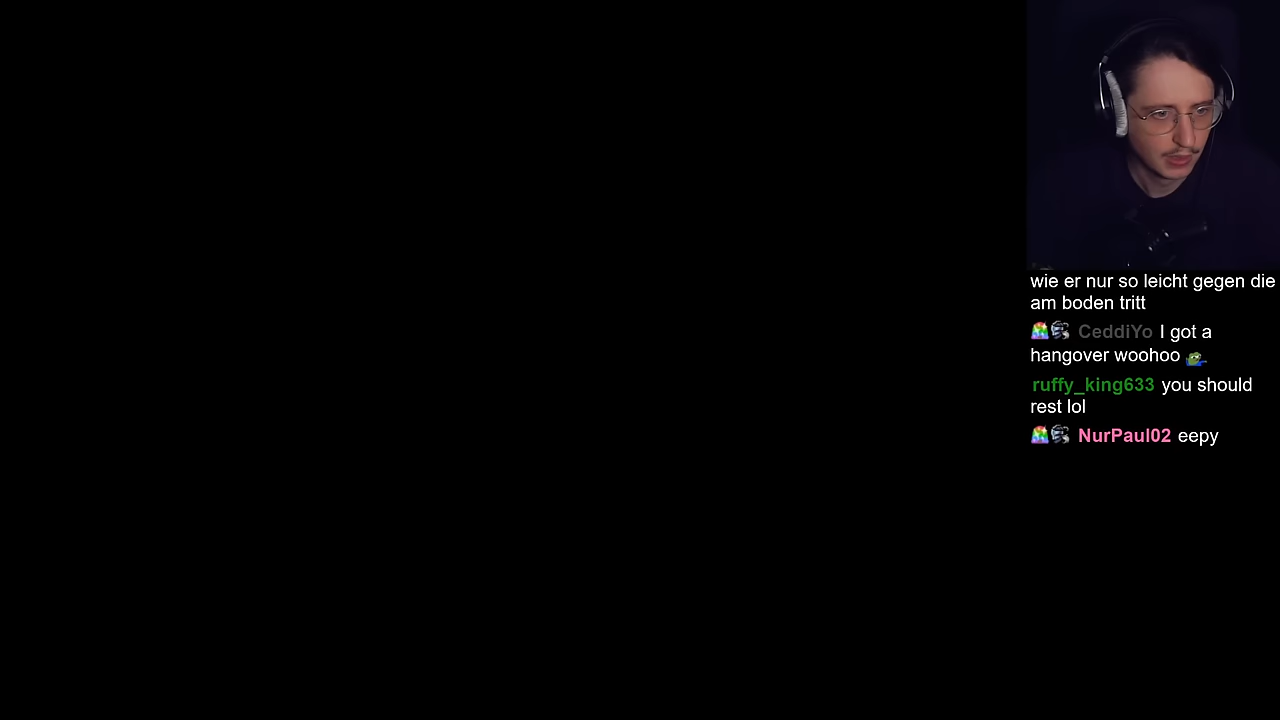 wie er nur so leicht gegen die
am boden tritt
CeddiYo I got a
hangover woohoo
ruffy_king633 you should
rest lol
NurPaul02 eepy